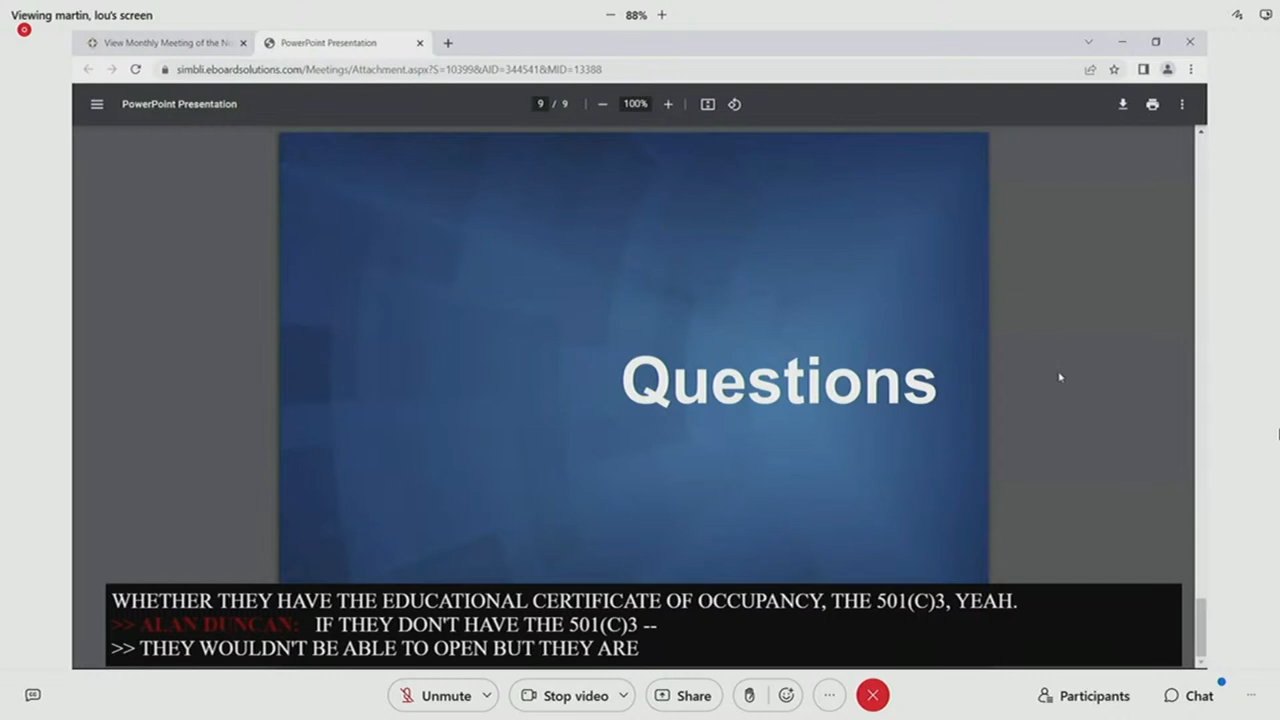 Viewing martin, lou's screen
88%
View Monthly Meeting of the No
PowerPoint Presentation
simbli.eboardsolutions.com/Meetings/Attachment.aspx?S=10399&AID=344541&MID=13388
PowerPoint Presentation
9 / 9
100%
Questions
WHETHER THEY HAVE THE EDUCATIONAL CERTIFICATE OF OCCUPANCY, THE 501(C)3, YEAH.
>> ALAN DUNCAN: IF THEY DON'T HAVE THE 501(C)3 --
>> THEY WOULDN'T BE ABLE TO OPEN BUT THEY ARE
Unmute
Stop video
Share
Participants
Chat